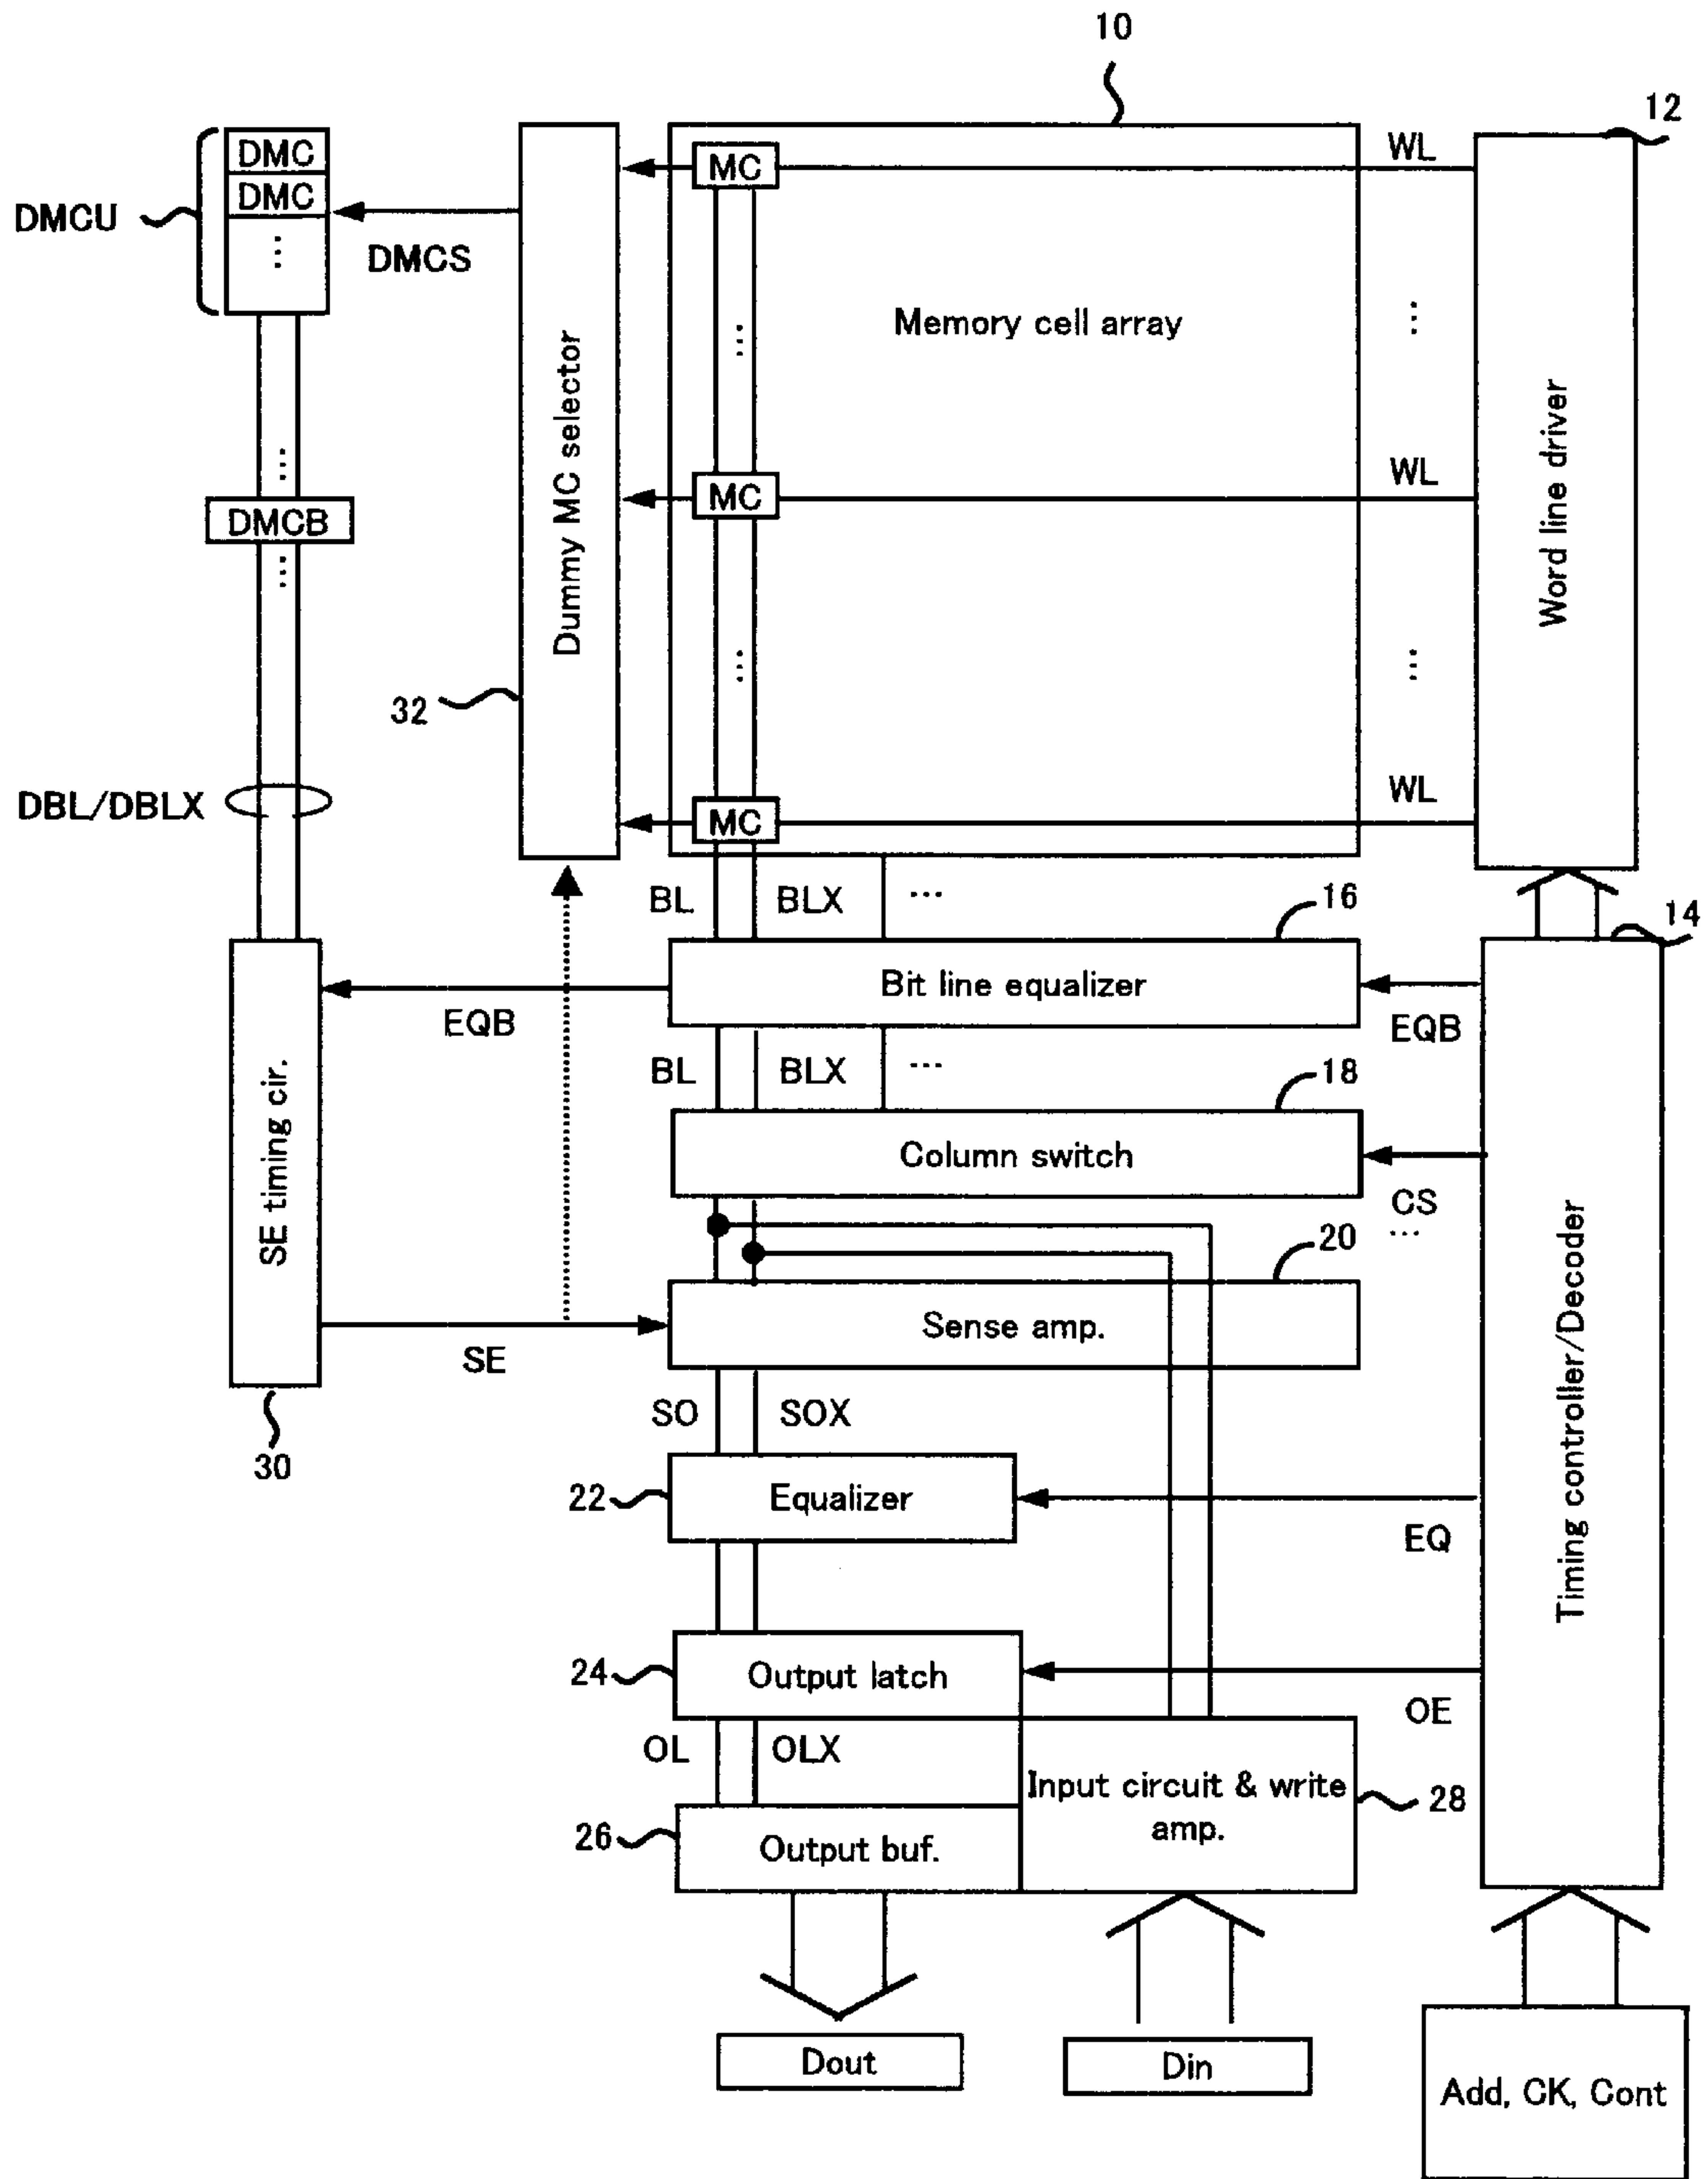 10
12
DMC
MC
WL
DMC
DMCU
⋮
DMCS
Memory cell array
⋮
⋮
Dummy MC selector
Word line driver
⋮
MC
WL
DMCB
⋮
⋮
⋮
32
DBL/DBLX
WL
MC
BL
BLX
...
16
14
Bit line equalizer
EQB
EQB
BL
BLX
...
18
SE timing cir.
Column switch
CS
...
20
Timing controller/Decoder
Sense amp.
SE
SO
SOX
30
22
Equalizer
EQ
24
Output latch
OE
OL
OLX
Input circuit & write
amp.
28
26
Output buf.
Dout
Din
Add, CK, Cont